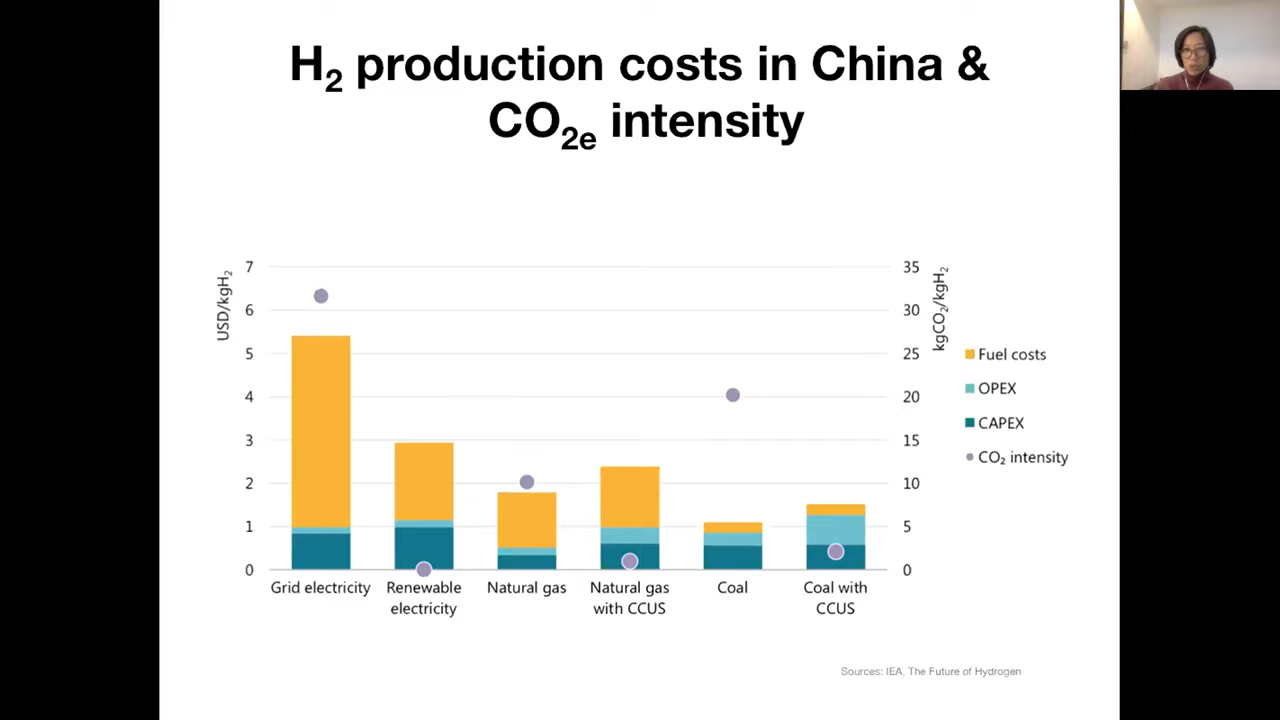 H₂ production costs in China &
CO₂ₑ intensity
USD/kgH₂
7
6
5
4
3
2
1
0
35
30
25
20
15
10
5
0
kgCO₂/kgH₂
Grid electricity
Renewable
electricity
Natural gas
Natural gas
with CCUS
Coal
Coal with
CCUS
Fuel costs
OPEX
CAPEX
CO₂ intensity
Sources: IEA, The Future of Hydrogen